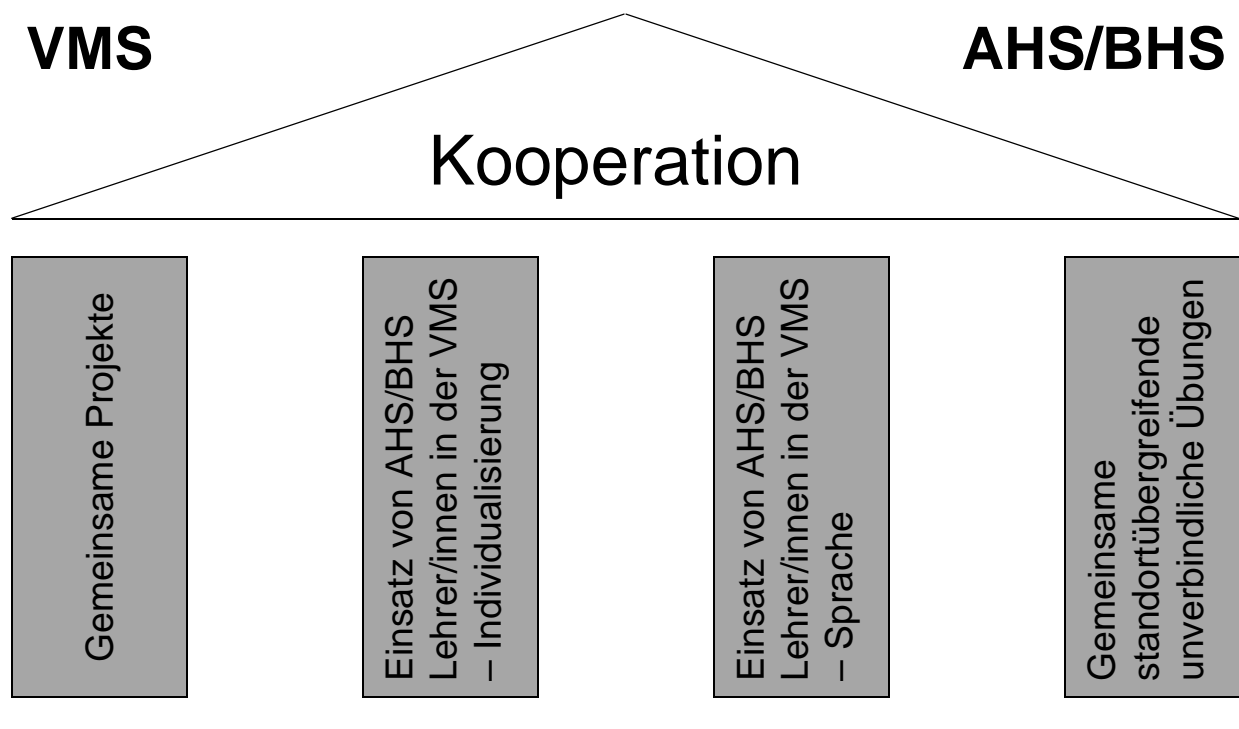 VMS
AHS/BHS
Kooperation
Gemeinsame Projekte
Einsatz von AHS/BHS
Lehrer/innen in der VMS
– Individualisierung
Einsatz von AHS/BHS
Lehrer/innen in der VMS
– Sprache
Gemeinsame
standortübergreifende
unverbindliche Übungen